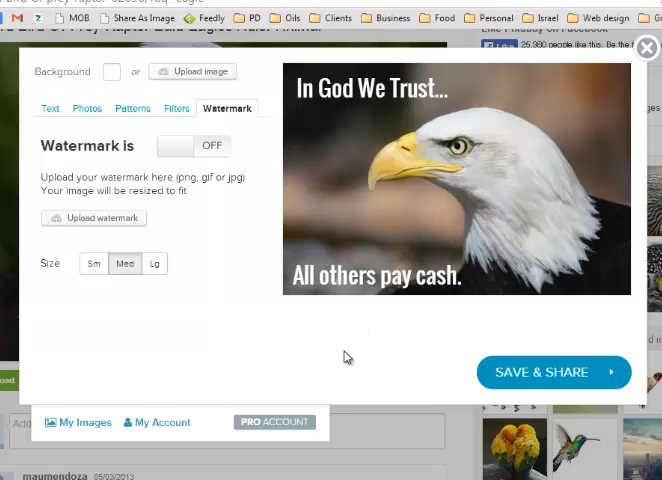 MOB Share As Image Feedly PD Oils Clients Business Food Personal Israel Web design
Background or Upload image
Text Photos Patterns Filters Watermark
Watermark is OFF
Upload your watermark here (png, gif or jpg)
Your image will be resized to fit
Upload watermark
Size Sm Med Lg
In God We Trust...
All others pay cash.
SAVE & SHARE
My Images My Account PRO ACCOUNT
Add
maumendoza 05/03/2013